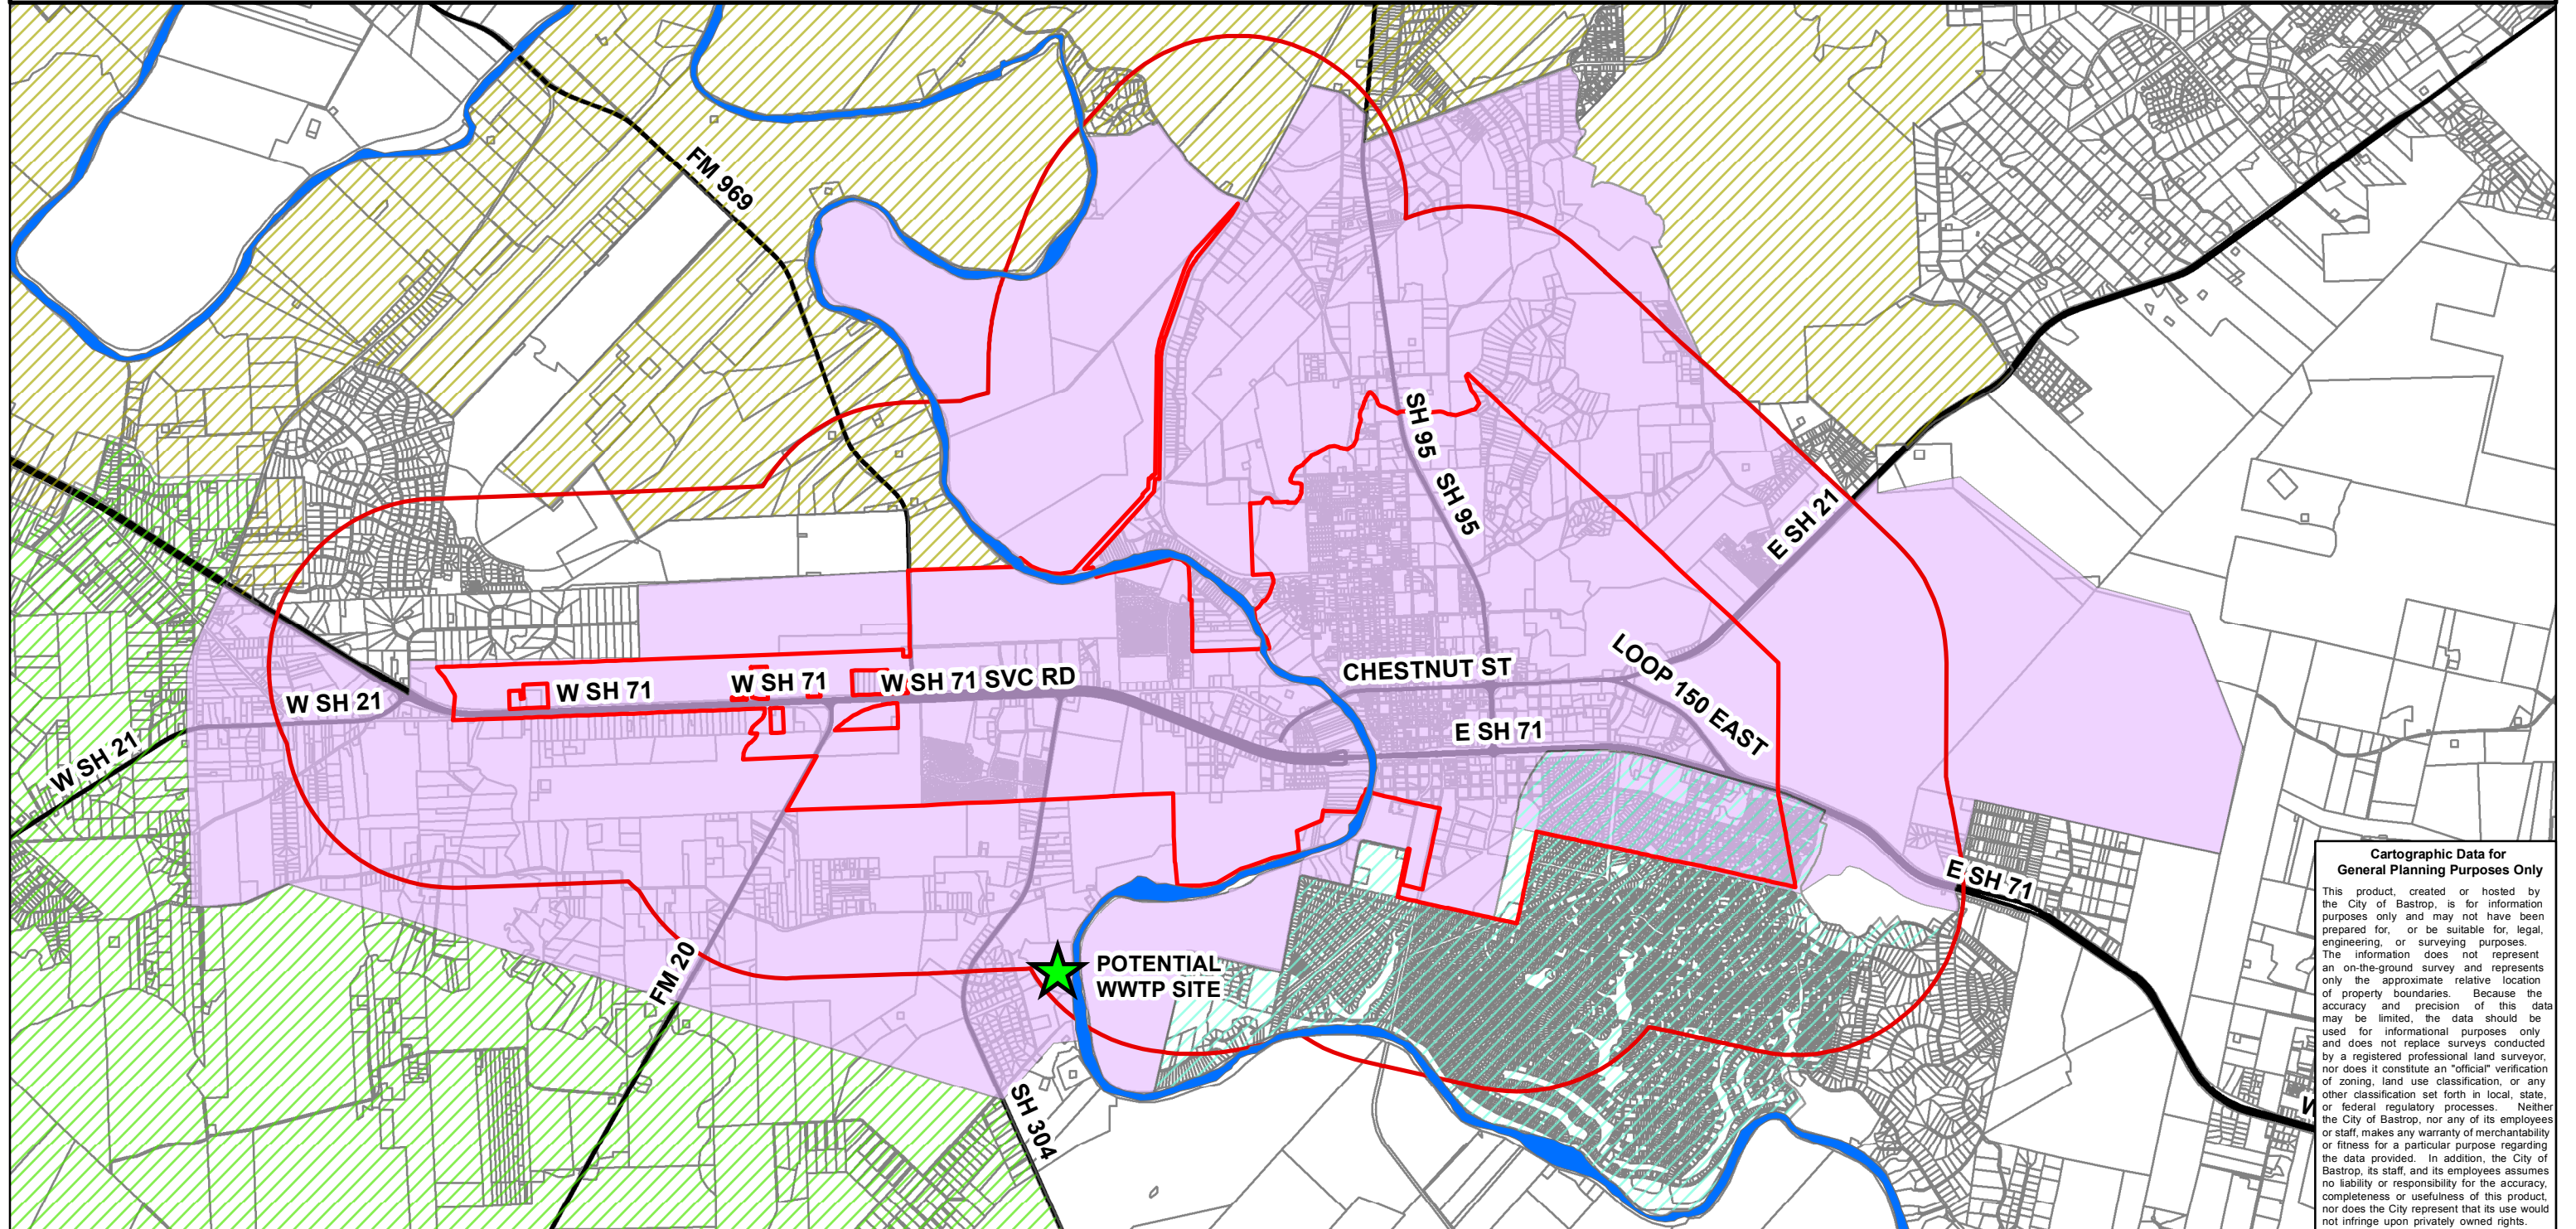 FM 969
SH 95
SH 95
E SH 21
LOOP 150 EAST
CHESTNUT ST
W SH 71 SVC RD
W SH 71
W SH 71
W SH 21
W SH 21
E SH 71
E SH 71
FM 20
POTENTIAL
WWTP SITE
SH 304
W
Cartographic Data for
General Planning Purposes Only
This product, created or hosted by
the City of Bastrop, is for information
purposes only and may not have been
prepared for, or be suitable for, legal,
engineering, or surveying purposes.
The information does not represent
an on-the-ground survey and represents
only the approximate relative location
of property boundaries. Because the
accuracy and precision of this data
may be limited, the data should be
used for informational purposes only
and does not replace surveys conducted
by a registered professional land surveyor,
nor does it constitute an "official" verification
of zoning, land use classification, or any
other classification set forth in local, state,
or federal regulatory processes. Neither
the City of Bastrop, nor any of its employees
or staff, makes any warranty of merchantability
or fitness for a particular purpose regarding
the data provided. In addition, the City of
Bastrop, its staff, and its employees assumes
no liability or responsibility for the accuracy,
completeness or usefulness of this product,
nor does the City represent that its use would
not infringe upon privately owned rights.